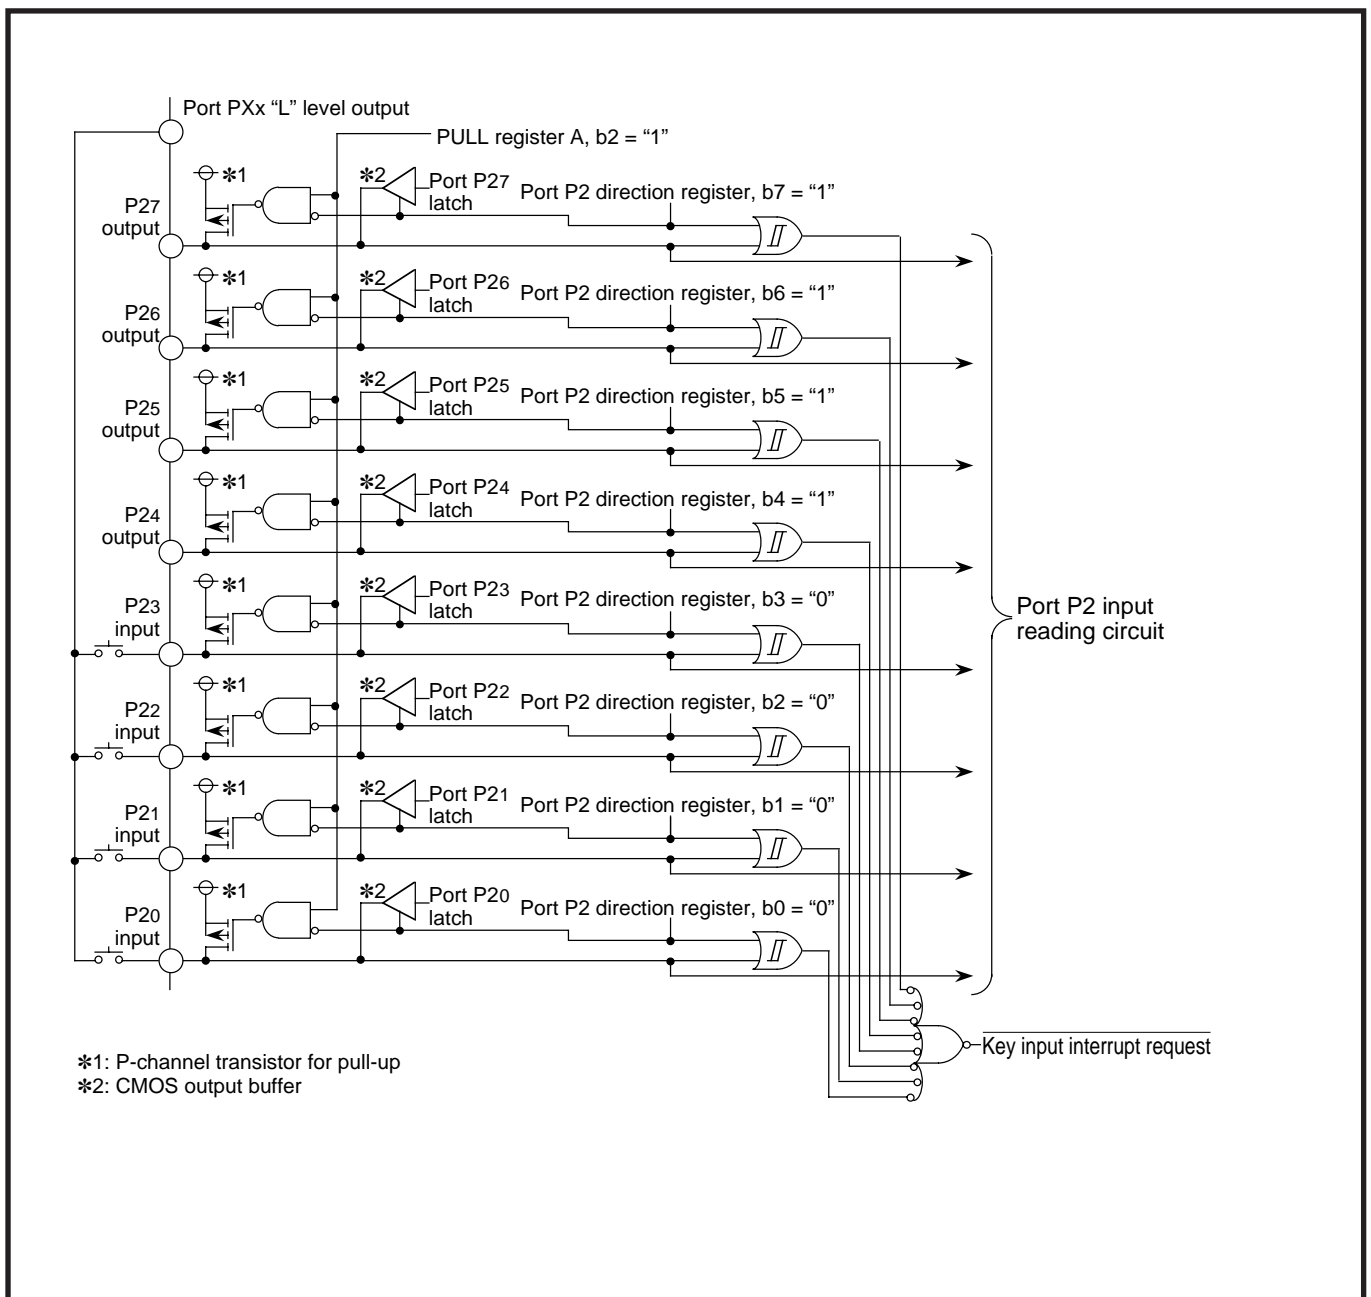 Port PXx “L” level output
PULL register A, b2 = “1”
✻1
✻2
Port P27
latch
Port P2 direction register, b7 = “1”
P27
output
✻1
✻2
Port P26
latch
Port P2 direction register, b6 = “1”
P26
output
✻1
✻2
Port P25
latch
Port P2 direction register, b5 = “1”
P25
output
✻1
✻2
Port P24
latch
Port P2 direction register, b4 = “1”
P24
output
✻1
✻2
Port P23
latch
Port P2 direction register, b3 = “0”
P23
input
Port P2 input
reading circuit
✻1
✻2
Port P22
latch
Port P2 direction register, b2 = “0”
P22
input
✻1
✻2
Port P21
latch
Port P2 direction register, b1 = “0”
P21
input
✻1
✻2
Port P20
latch
Port P2 direction register, b0 = “0”
P20
input
Key input interrupt request
✻1: P-channel transistor for pull-up
✻2: CMOS output buffer